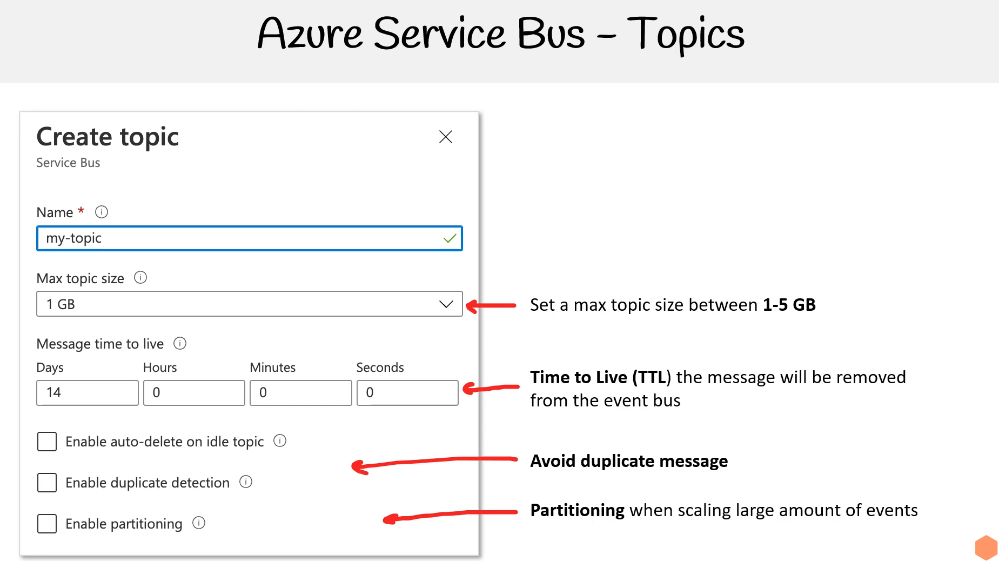 Azure Service Bus – Topics
Create topic
Service Bus
Name *
my-topic
Max topic size
1 GB
Set a max topic size between 1-5 GB
Message time to live
Days Hours Minutes Seconds
14 0 0 0
Time to Live (TTL) the message will be removed
from the event bus
Enable auto-delete on idle topic
Avoid duplicate message
Enable duplicate detection
Partitioning when scaling large amount of events
Enable partitioning